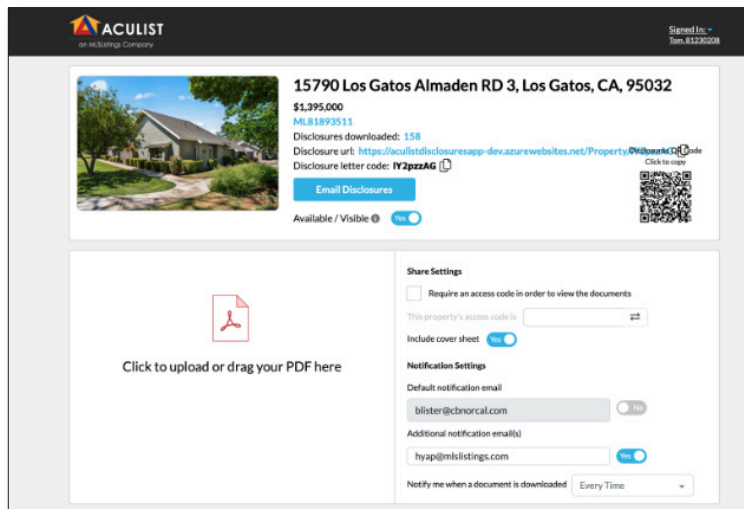 ACULIST
an MLSListings Company
Signed In:
Tom.81230208
15790 Los Gatos Almaden RD 3, Los Gatos, CA, 95032
$1,395,000
ML81893511
Disclosures downloaded: 158
Disclosure url: https://aculistdisclosuresapp-dev.azurewebsites.net/Property/
Click to copy
Disclosure letter code: IY2pzzAG
Email Disclosures
Available / Visible Yes
Click to upload or drag your PDF here
Share Settings
Require an access code in order to view the documents
This property's access code is
Include cover sheet Yes
Notification Settings
Default notification email
blister@cbnorcal.com No
Additional notification email(s)
hyap@mlslistings.com Yes
Notify me when a document is downloaded Every Time